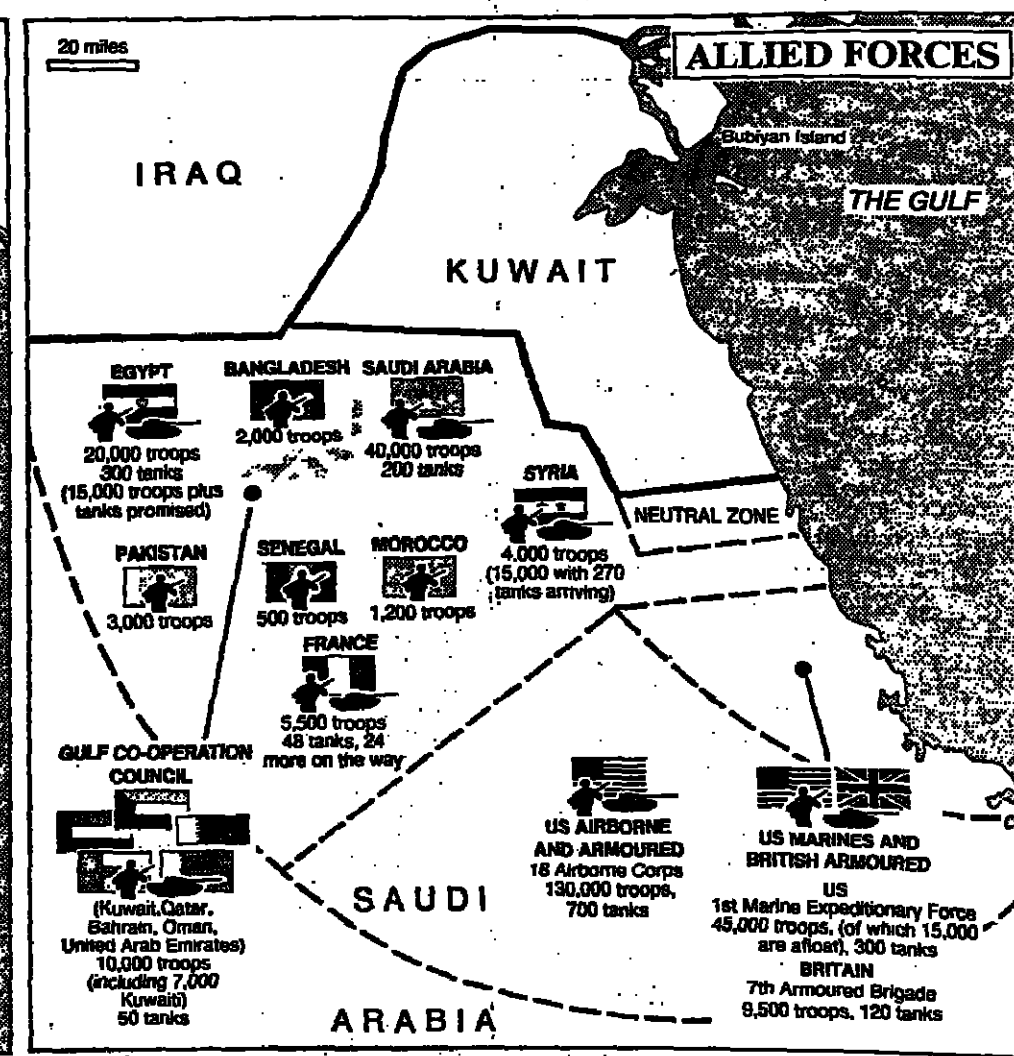 20 miles
ALLIED FORCES
Bubiyan Island
IRAQ
THE GULF
KUWAIT
EGYPT
20,000 troops
300 tanks
(15,000 troops plus
tanks promised)
BANGLADESH
2,000 troops
SAUDI ARABIA
40,000 troops
200 tanks
SYRIA
4,000 troops
(15,000 with 270
tanks arriving)
NEUTRAL ZONE
PAKISTAN
3,000 troops
SENEGAL
500 troops
MOROCCO
1,200 troops
FRANCE
5,500 troops
48 tanks, 24
more on the way
GULF CO-OPERATION
COUNCIL
(Kuwait, Qatar,
Bahrain, Oman,
United Arab Emirates)
10,000 troops
(including 7,000
Kuwaiti)
50 tanks
US AIRBORNE
AND ARMOURED
18 Airborne Corps
130,000 troops,
700 tanks
US MARINES AND
BRITISH ARMOURED
US
1st Marine Expeditionary Force
45,000 troops, (of which 15,000
are afloat), 300 tanks
BRITAIN
7th Armoured Brigade
9,500 troops, 120 tanks
SAUDI
ARABIA